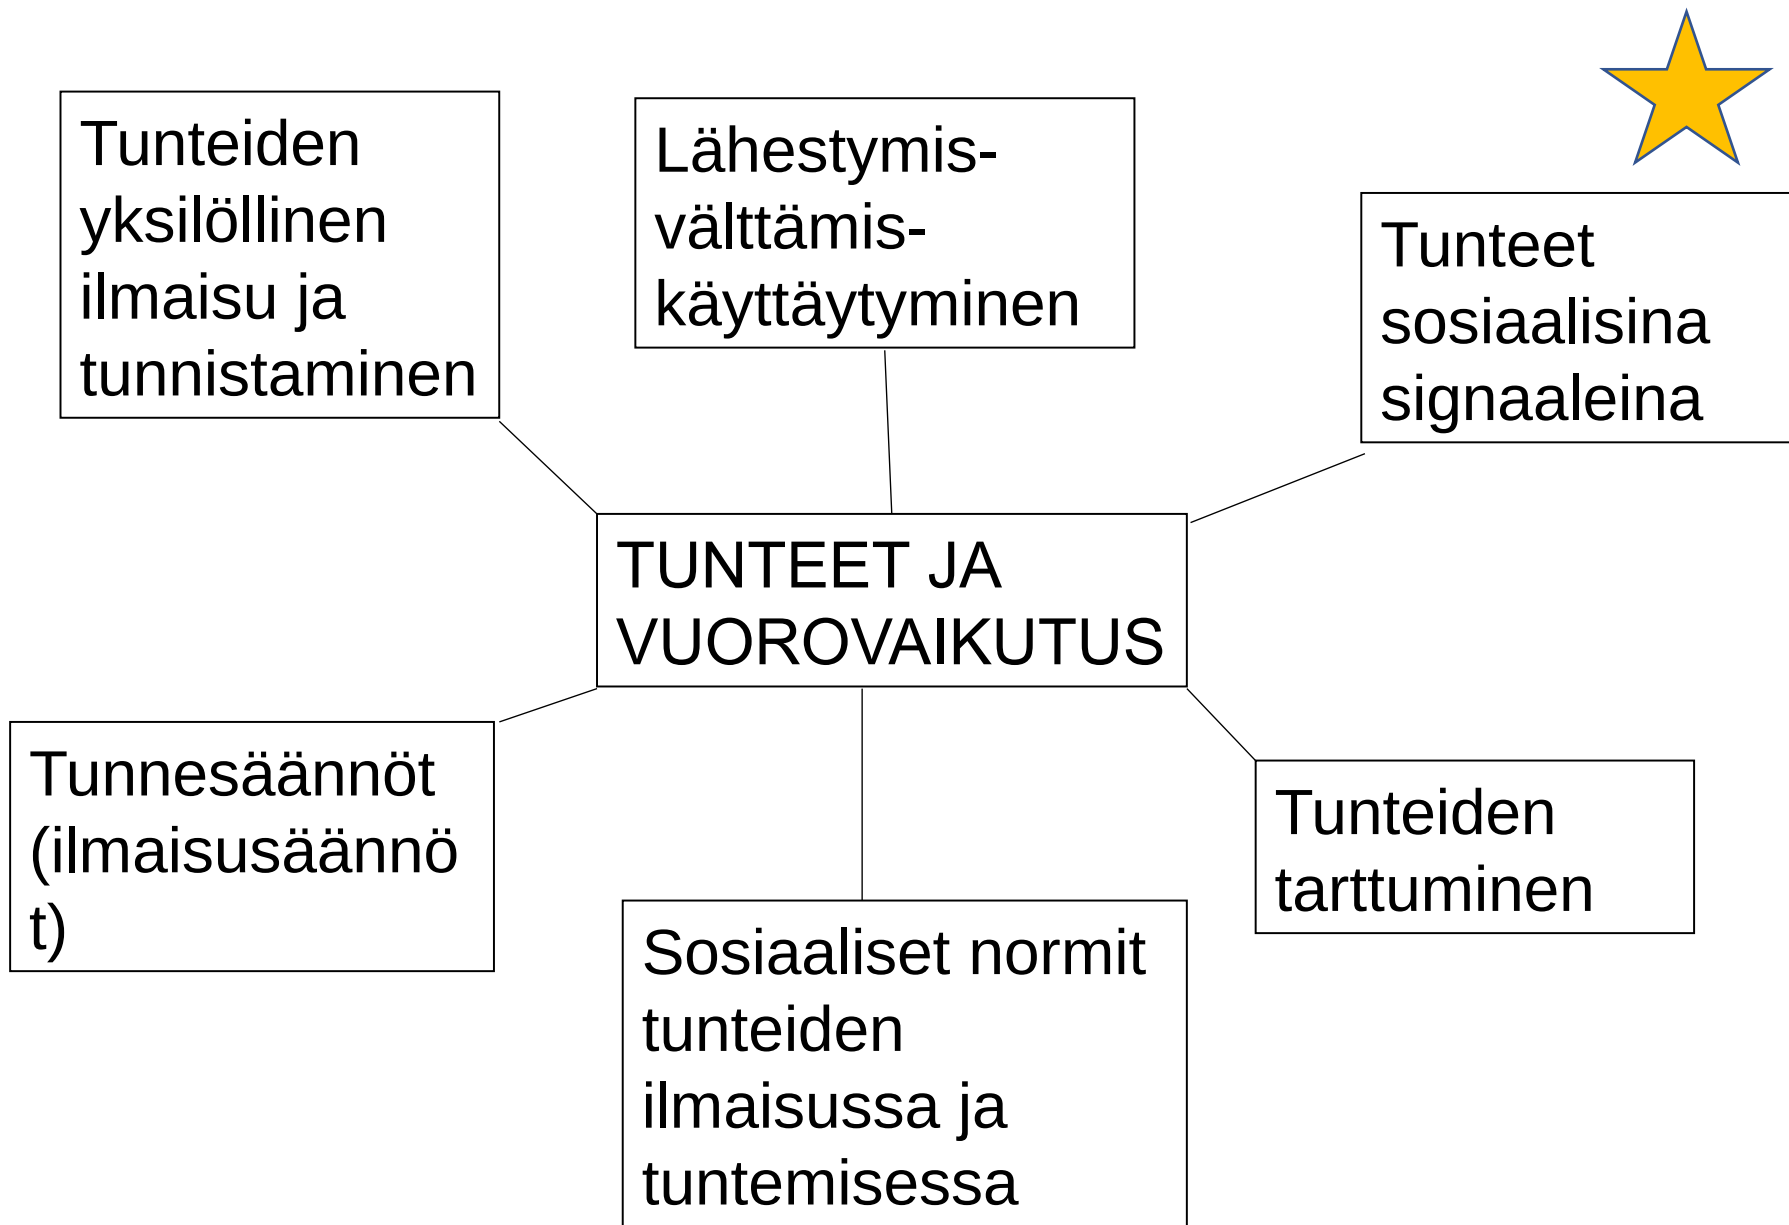 Tunteiden
yksilöllinen
ilmaisu ja
tunnistaminen
Lähestymis-
välttämis-
käyttäytyminen
Tunteet
sosiaalisina
signaaleina
TUNTEET JA
VUOROVAIKUTUS
Tunnesäännöt
(ilmaisusäännö
t)
Sosiaaliset normit
tunteiden
ilmaisussa ja
tuntemisessa
Tunteiden
tarttuminen